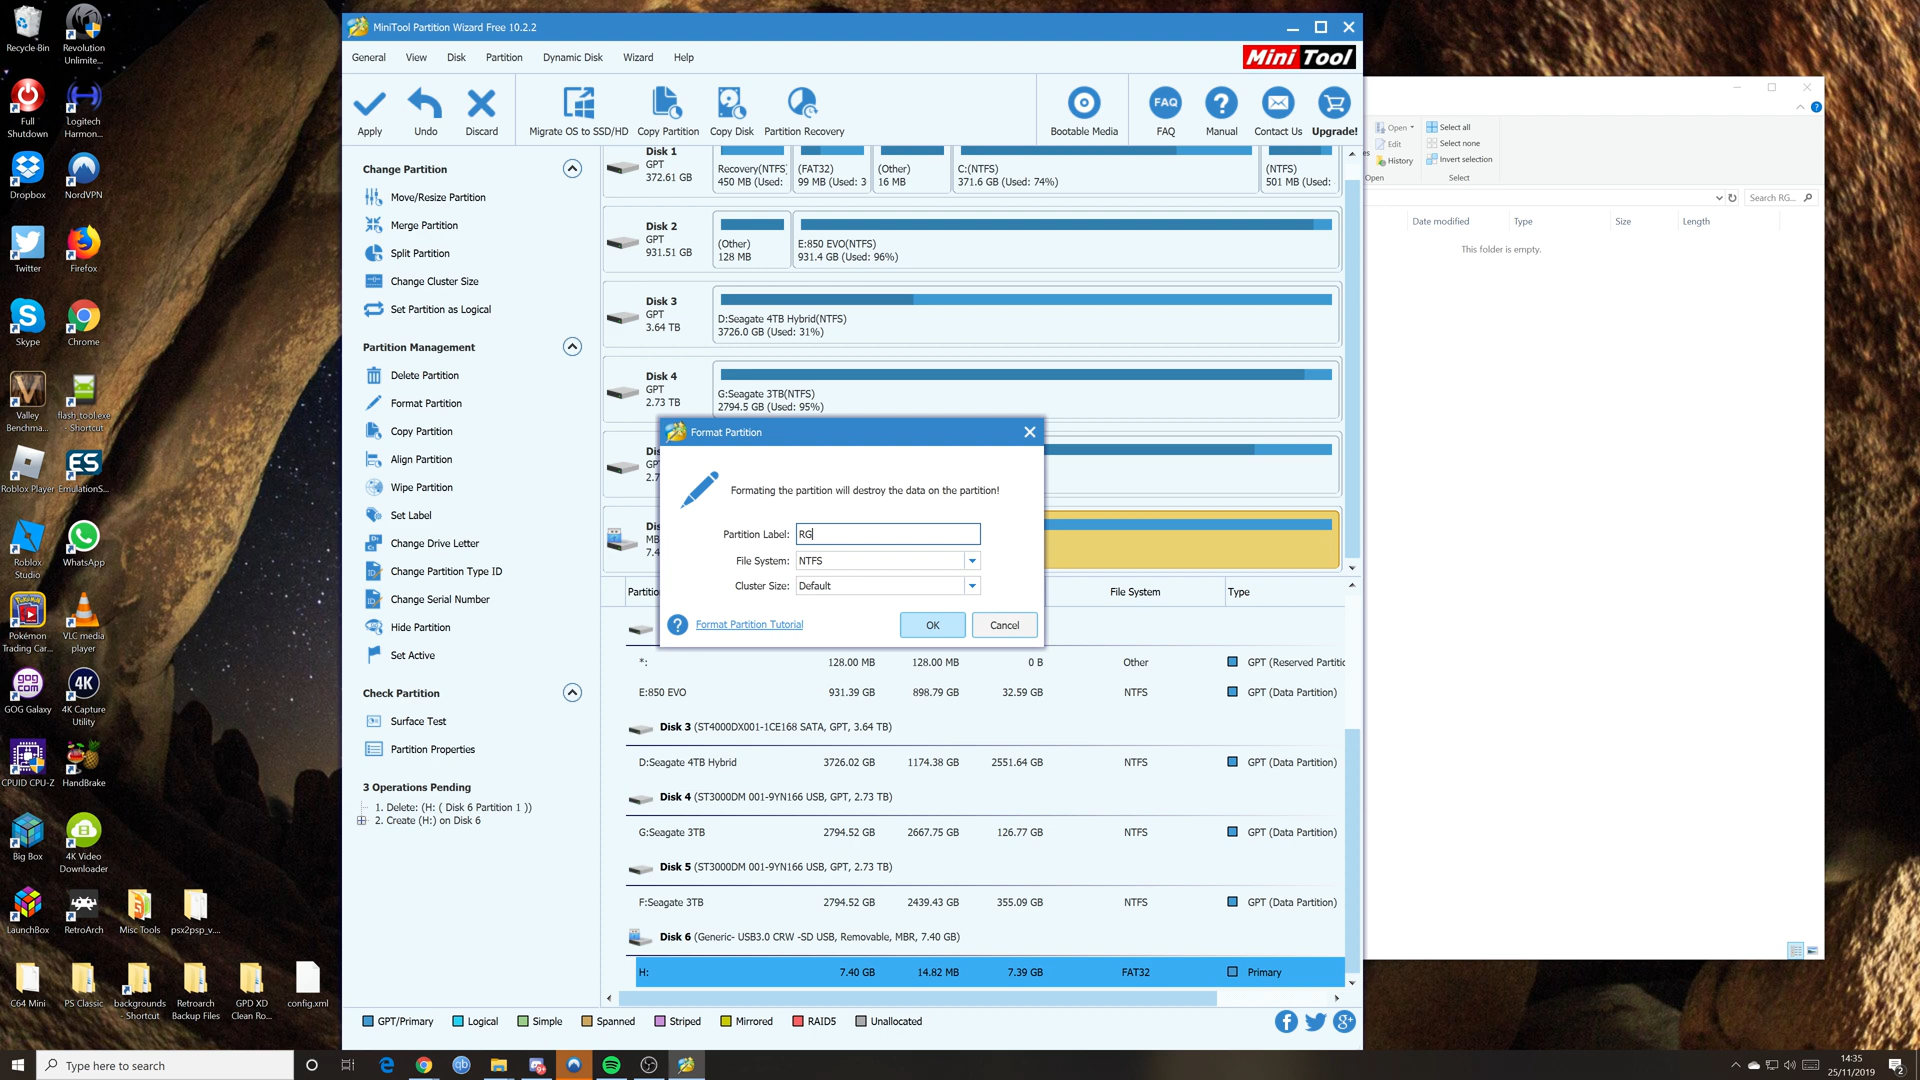 Recycle Bin
Revolution Unlimite...
Full Shutdown
Logitech Harmon...
Dropbox
NordVPN
Twitter
Firefox
Skype
Chrome
Valley Benchma...
flash_tool.exe - Shortcut
Roblox Player
EmulationS...
Roblox Studio
WhatsApp
Pokémon Trading Car...
VLC media player
GOG Galaxy
4K Capture Utility
CPUID CPU-Z
HandBrake
Big Box
4K Video Downloader
LaunchBox
RetroArch
Misc Tools
psx2psp_v....
C64 Mini
PS Classic
backgrounds - Shortcut
Retroarch Backup Files
GPD XD Clean Ro...
config.xml
MiniTool Partition Wizard Free 10.2.2
General View Disk Partition Dynamic Disk Wizard Help
Mini Tool
Apply Undo Discard Migrate OS to SSD/HD Copy Partition Copy Disk Partition Recovery Bootable Media FAQ Manual Contact Us Upgrade!
Change Partition
Move/Resize Partition
Merge Partition
Split Partition
Change Cluster Size
Set Partition as Logical
Partition Management
Delete Partition
Format Partition
Copy Partition
Align Partition
Wipe Partition
Set Label
Change Drive Letter
Change Partition Type ID
Change Serial Number
Hide Partition
Set Active
Check Partition
Surface Test
Partition Properties
3 Operations Pending
1. Delete: (H: ( Disk 6 Partition 1 ))
2. Create (H:) on Disk 6
Disk 1
GPT
372.61 GB
Recovery(NTFS)
450 MB (Used:
(FAT32)
99 MB (Used: 3
(Other)
16 MB
C:(NTFS)
371.6 GB (Used: 74%)
(NTFS)
501 MB (Used:
Disk 2
GPT
931.51 GB
(Other)
128 MB
E:850 EVO(NTFS)
931.4 GB (Used: 96%)
Disk 3
GPT
3.64 TB
D:Seagate 4TB Hybrid(NTFS)
3726.0 GB (Used: 31%)
Disk 4
GPT
2.73 TB
G:Seagate 3TB(NTFS)
2794.5 GB (Used: 95%)
Format Partition
Formating the partition will destroy the data on the partition!
Partition Label: RG
File System: NTFS
Cluster Size: Default
Format Partition Tutorial
OK Cancel
File System Type
*: 128.00 MB 128.00 MB 0 B Other GPT (Reserved Partitic
E:850 EVO 931.39 GB 898.79 GB 32.59 GB NTFS GPT (Data Partition)
Disk 3 (ST4000DX001-1CE168 SATA, GPT, 3.64 TB)
D:Seagate 4TB Hybrid 3726.02 GB 1174.38 GB 2551.64 GB NTFS GPT (Data Partition)
Disk 4 (ST3000DM 001-9YN166 USB, GPT, 2.73 TB)
G:Seagate 3TB 2794.52 GB 2667.75 GB 126.77 GB NTFS GPT (Data Partition)
Disk 5 (ST3000DM 001-9YN166 USB, GPT, 2.73 TB)
F:Seagate 3TB 2794.52 GB 2439.43 GB 355.09 GB NTFS GPT (Data Partition)
Disk 6 (Generic- USB3.0 CRW -SD USB, Removable, MBR, 7.40 GB)
H: 7.40 GB 14.82 MB 7.39 GB FAT32 Primary
GPT/Primary Logical Simple Spanned Striped Mirrored RAID5 Unallocated
Open
Edit
History
Open
Select all
Select none
Invert selection
Select
Search RG...
Date modified Type Size Length
This folder is empty.
Type here to search
14:35
25/11/2019
2